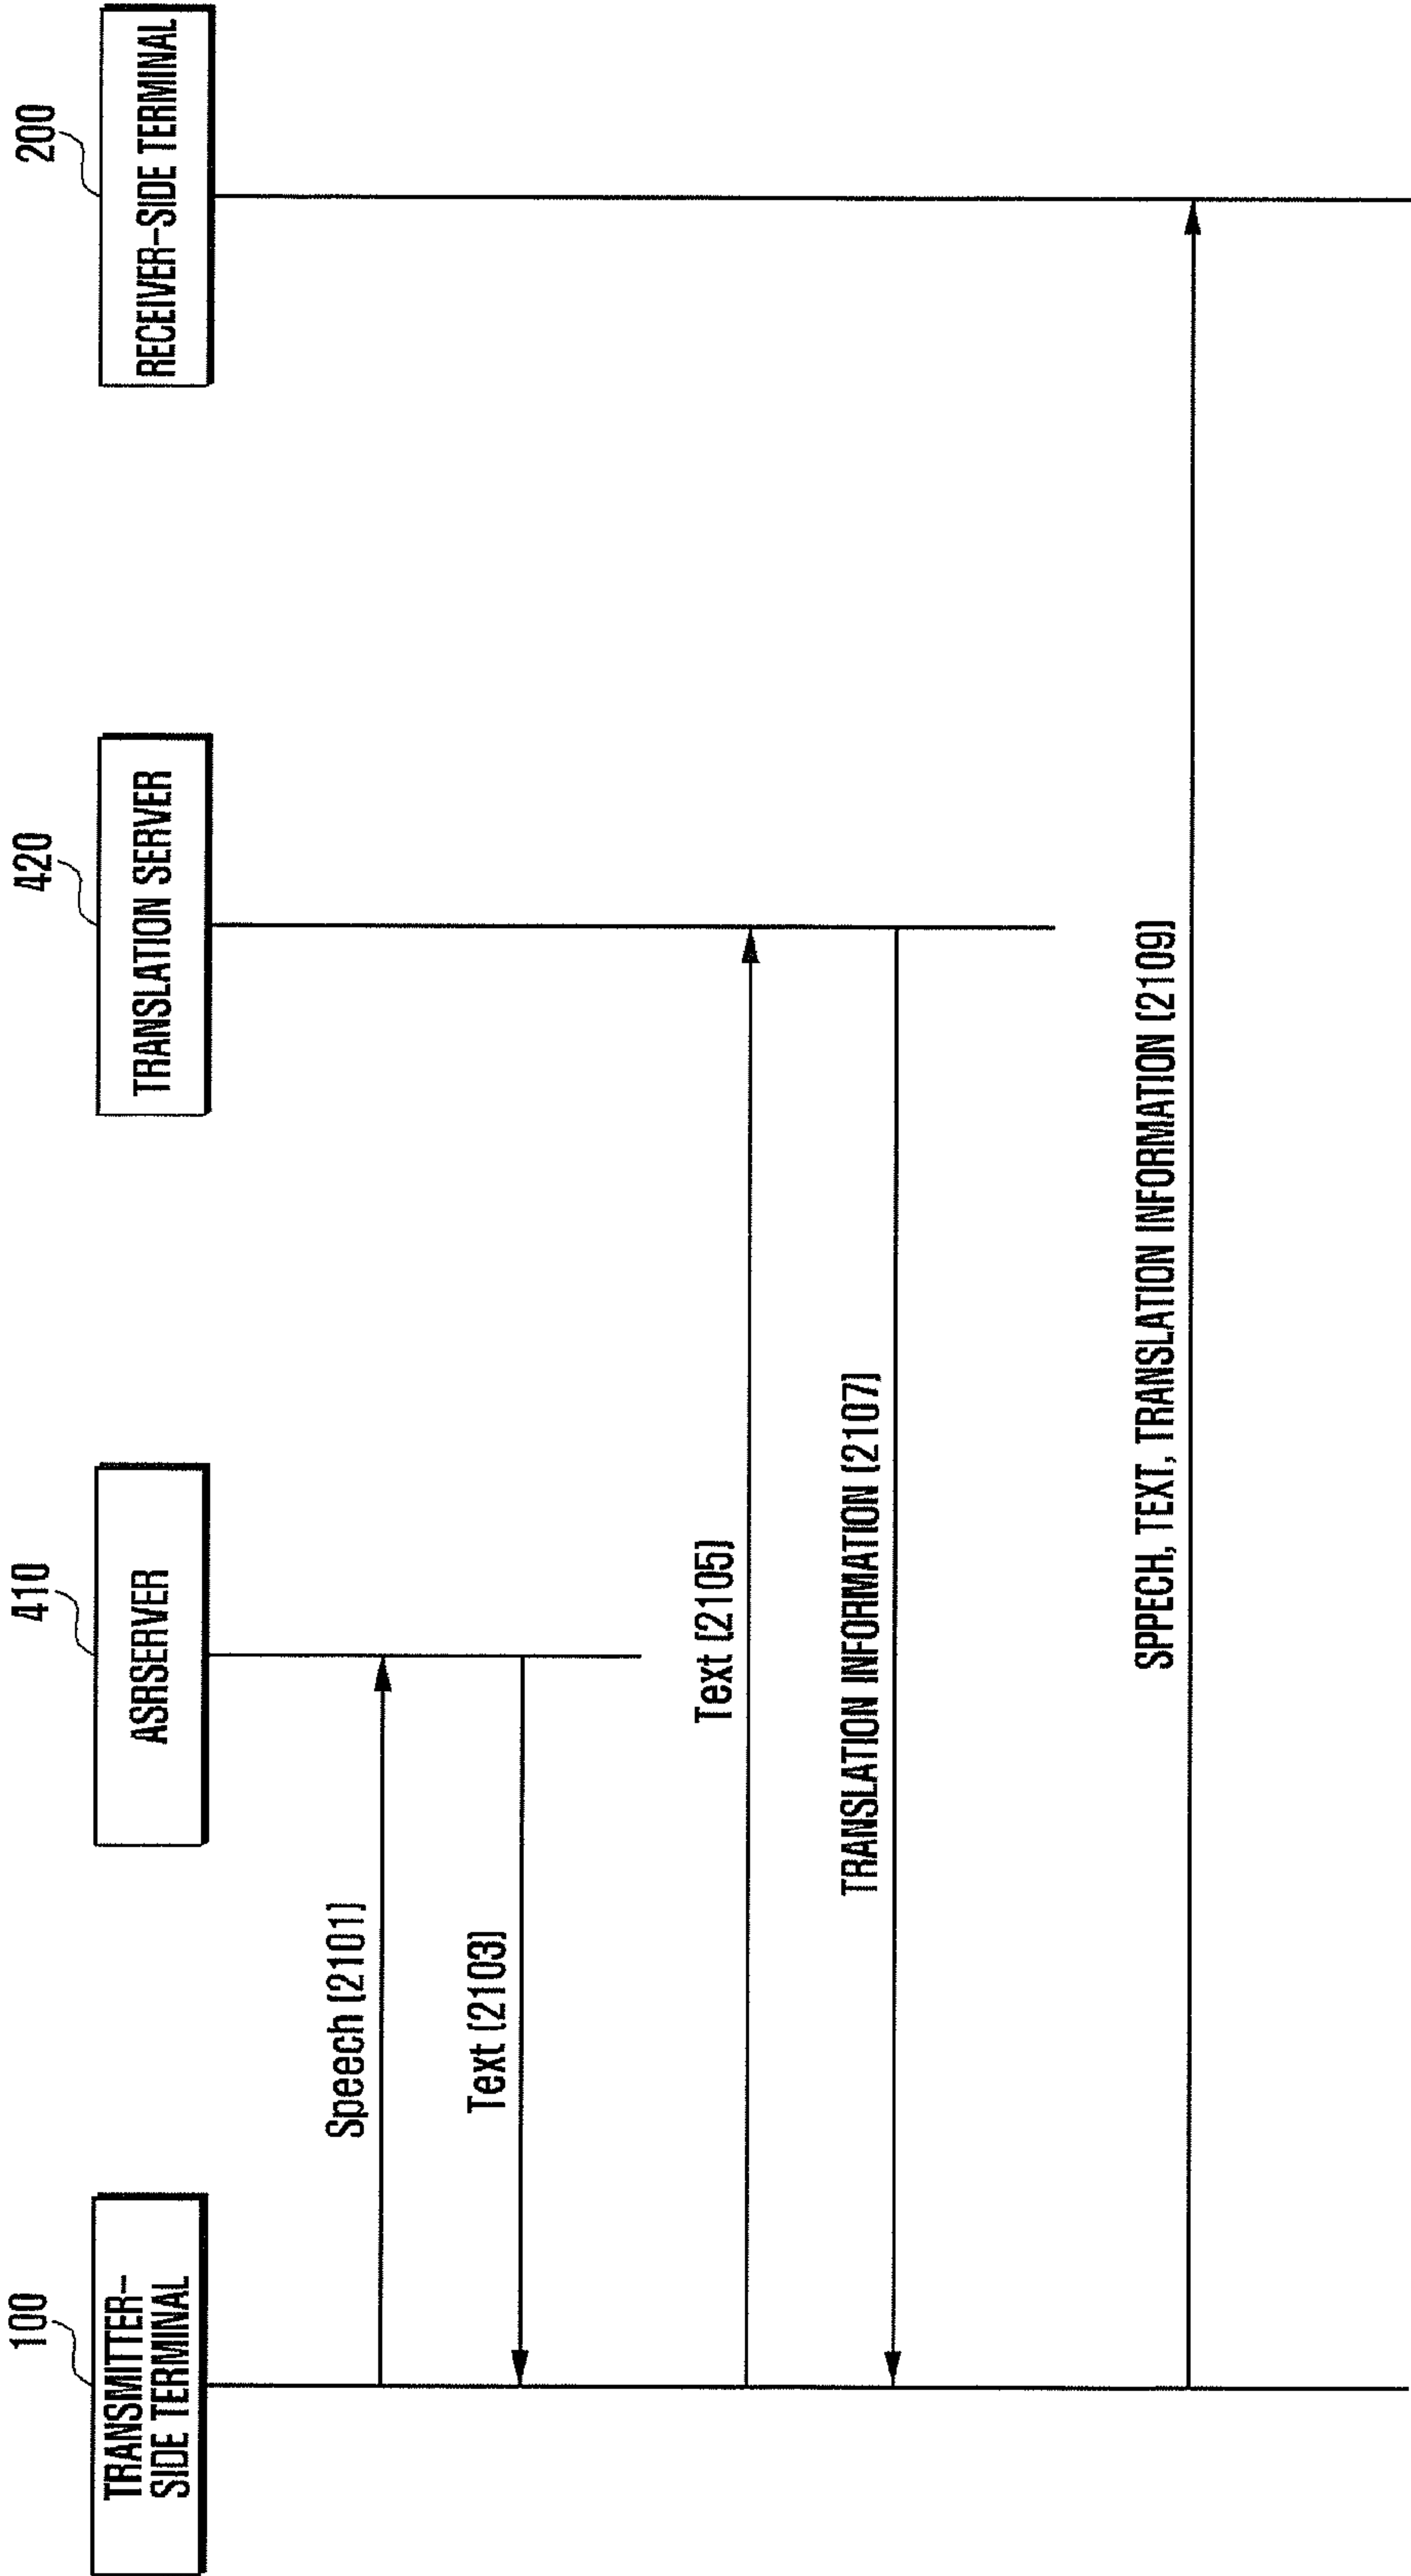 100
TRANSMITTER-
SIDE TERMINAL
410
ASRSERVER
420
TRANSLATION SERVER
200
RECEIVER-SIDE TERMINAL
Speech (2101)
Text (2103)
Text (2105)
TRANSLATION INFORMATION (2107)
SPPECH, TEXT, TRANSLATION INFORMATION (2109)